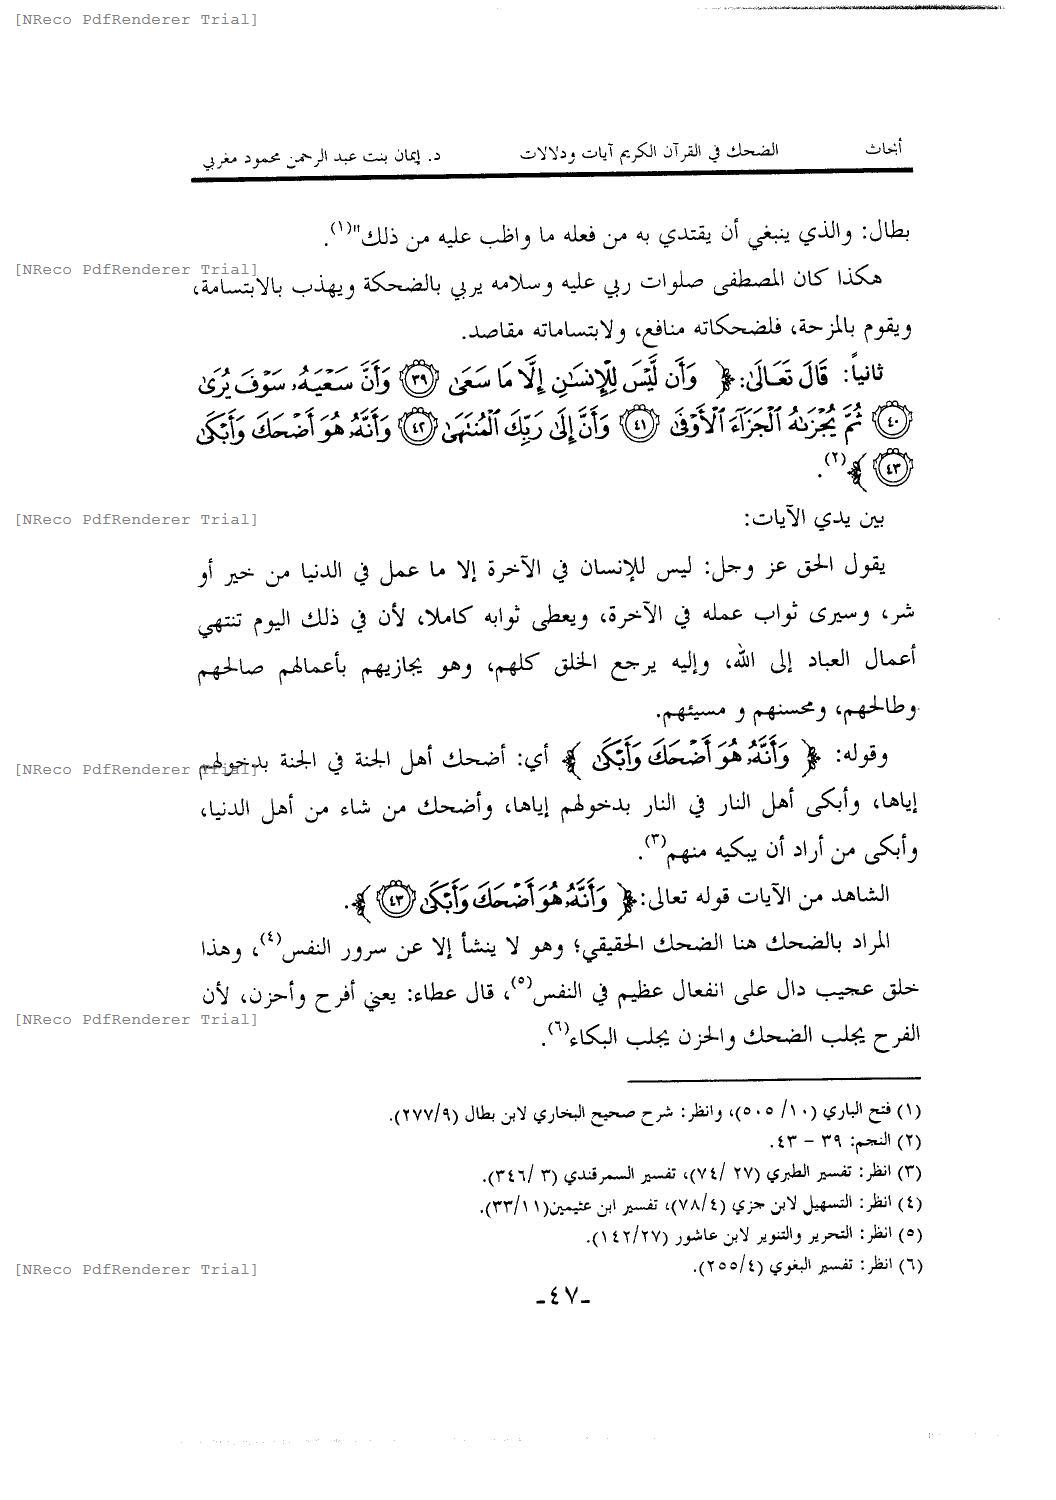 [NReco PdfRenderer Trial]
أبحاث الضحك في القرآن الكريم آيات ودلالات د. إيمان بنت عبد الرحمن محمود مغربي
بطال: والذي ينبغي أن يقتدي به من فعله ما واظب عليه من ذلك"(١).
[NReco PdfRenderer Trial]
هكذا كان المصطفى صلوات ربي عليه وسلامه يربي بالضحكة ويهذب بالابتسامة،
ويقوم بالمزحة، فلضحكاته منافع، ولابتساماته مقاصد.
ثانياً: قَالَ تَعَالَىٰ: ﴿ وَأَن لَّيْسَ لِلْإِنسَـٰنِ إِلَّا مَا سَعَىٰ ٣٩ وَأَنَّ سَعْيَهُۥ سَوْفَ يُرَىٰ
٤٠ ثُمَّ يُجْزَىٰهُ ٱلْجَزَآءَ ٱلْأَوْفَىٰ ٤١ وَأَنَّ إِلَىٰ رَبِّكَ ٱلْمُنتَهَىٰ ٤٢ وَأَنَّهُۥ هُوَ أَضْحَكَ وَأَبْكَىٰ
٤٣ ﴾(٢).
[NReco PdfRenderer Trial]
بين يدي الآيات:
يقول الحق عز وجل: ليس للإنسان في الآخرة إلا ما عمل في الدنيا من خير أو
شر، وسيرى ثواب عمله في الآخرة، ويعطى ثوابه كاملا، لأن في ذلك اليوم تنتهي
أعمال العباد إلى الله، وإليه يرجع الخلق كلهم، وهو يجازيهم بأعمالهم صالحهم
وطالحهم، ومحسنهم و مسيئهم.
وقوله: ﴿ وَأَنَّهُۥ هُوَ أَضْحَكَ وَأَبْكَىٰ ﴾ أي: أضحك أهل الجنة في الجنة بدخولهم
[NReco PdfRenderer Trial]
إياها، وأبكى أهل النار في النار بدخولهم إياها، وأضحك من شاء من أهل الدنيا،
وأبكى من أراد أن يبكيه منهم(٣).
الشاهد من الآيات قوله تعالى: ﴿ وَأَنَّهُۥ هُوَ أَضْحَكَ وَأَبْكَىٰ ٤٣ ﴾.
المراد بالضحك هنا الضحك الحقيقي؛ وهو لا ينشأ إلا عن سرور النفس(٤)، وهذا
خلق عجيب دال على انفعال عظيم في النفس(٥)، قال عطاء: يعني أفرح وأحزن، لأن
[NReco PdfRenderer Trial]
الفرح يجلب الضحك والحزن يجلب البكاء(٦).
(١) فتح الباري (١٠/ ٥٠٥)، وانظر: شرح صحيح البخاري لابن بطال (٢٧٧/٩).
(٢) النجم: ٣٩ – ٤٣.
(٣) انظر: تفسير الطبري (٢٧ /٧٤)، تفسير السمرقندي (٣ /٣٤٦).
(٤) انظر: التسهيل لابن جزي (٧٨/٤)، تفسير ابن عثيمين(٣٣/١١).
(٥) انظر: التحرير والتنوير لابن عاشور (١٤٢/٢٧).
(٦) انظر: تفسير البغوي (٢٥٥/٤).
[NReco PdfRenderer Trial]
-٤٧-